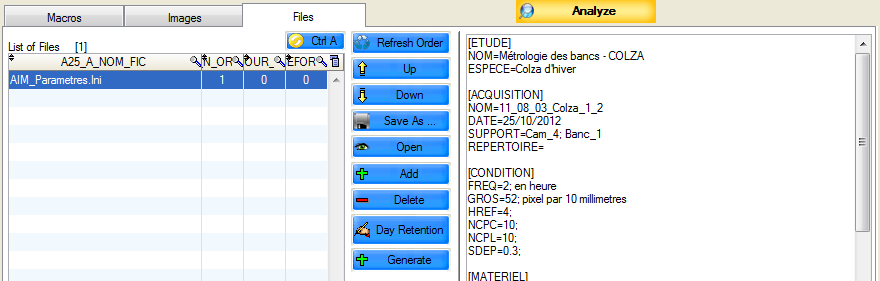 Macros Images Files Analyze
List of Files [1] Ctrl A
A25_A_NOM_FIC N_OR OUR_ EFOR
AIM_Parametres.Ini 1 0 0
Refresh Order
Up
Down
Save As ...
Open
Add
Delete
Day Retention
Generate
[ETUDE]
NOM=Métrologie des bancs - COLZA
ESPECE=Colza d'hiver
[ACQUISITION]
NOM=11_08_03_Colza_1_2
DATE=25/10/2012
SUPPORT=Cam_4; Banc_1
REPERTOIRE=
[CONDITION]
FREQ=2; en heure
GROS=52; pixel par 10 millimetres
HREF=4;
NCPC=10;
NCPL=10;
SDEP=0.3;
[MATERIEL]